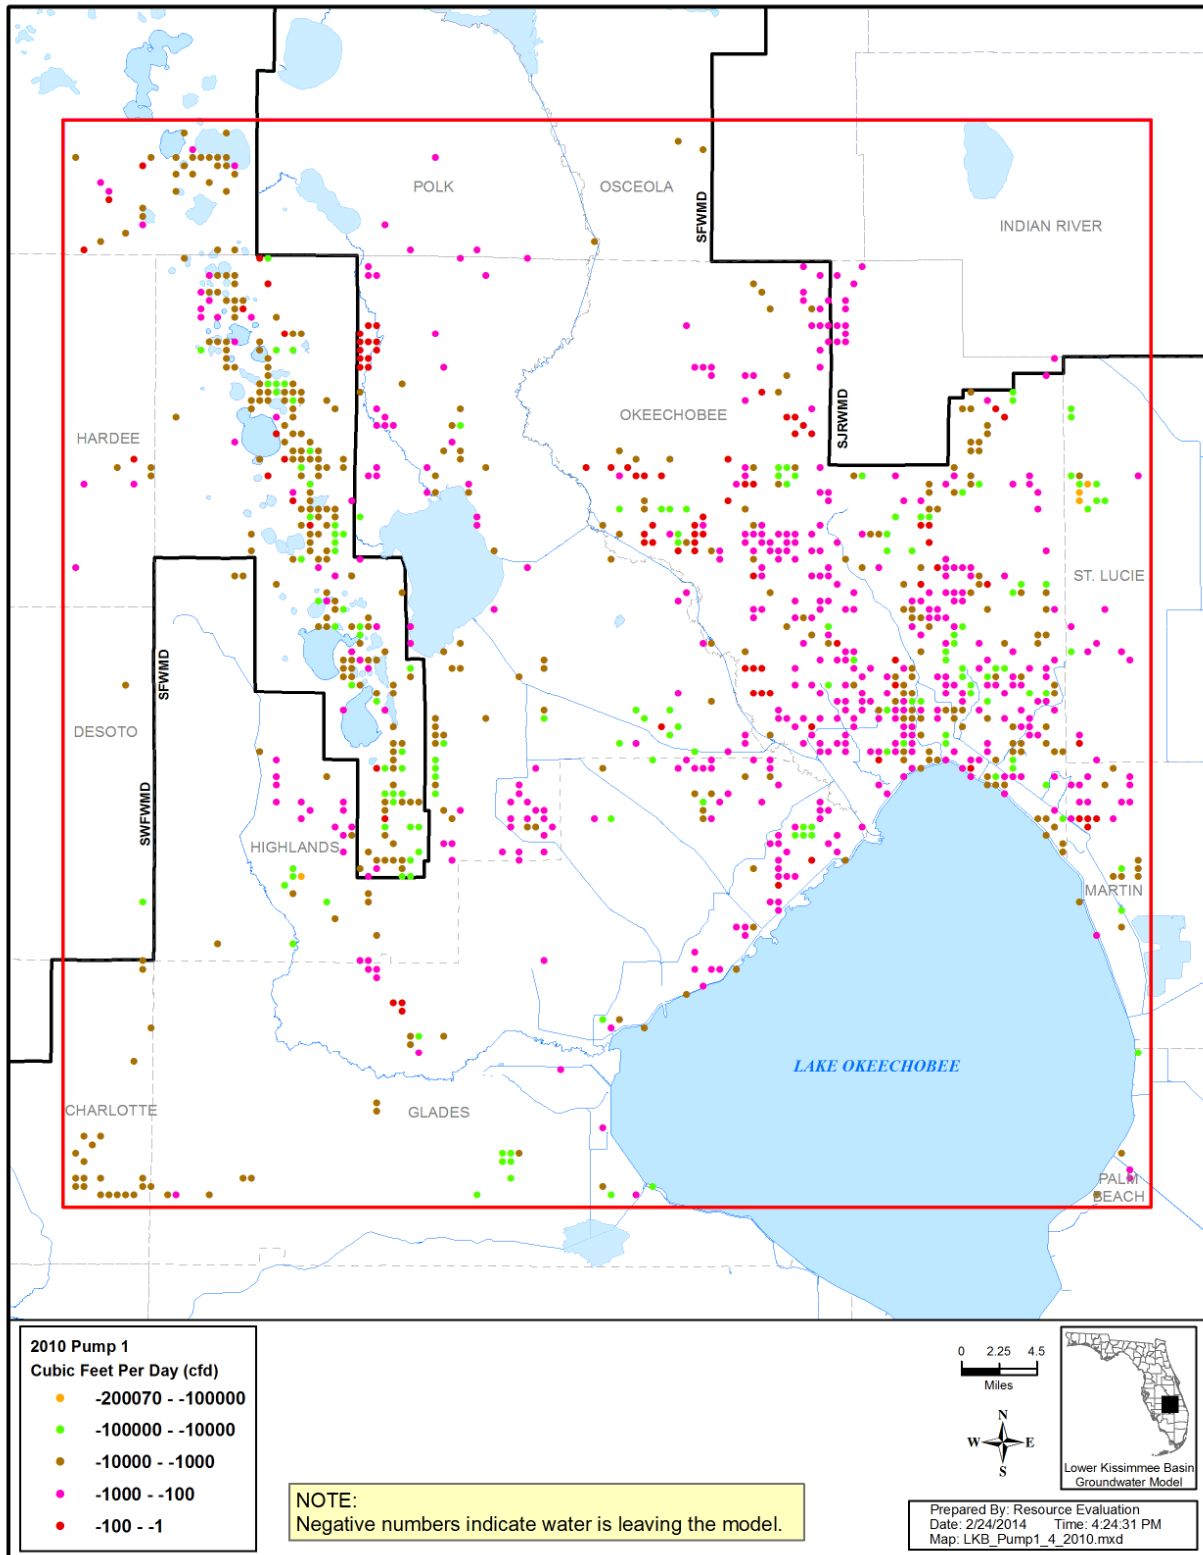 POLK
OSCEOLA
SFWMD
INDIAN RIVER
OKEECHOBEE
SJRWMD
HARDEE
ST. LUCIE
SFWMD
DESOTO
SWFWMD
HIGHLANDS
MARTIN
LAKE OKEECHOBEE
CHARLOTTE
GLADES
PALM
BEACH
2010 Pump 1
Cubic Feet Per Day (cfd)
-200070 - -100000
-100000 - -10000
-10000 - -1000
-1000 - -100
-100 - -1
NOTE:
Negative numbers indicate water is leaving the model.
0 2.25 4.5
Miles
N
W E
S
Lower Kissimmee Basin
Groundwater Model
Prepared By: Resource Evaluation
Date: 2/24/2014 Time: 4:24:31 PM
Map: LKB_Pump1_4_2010.mxd